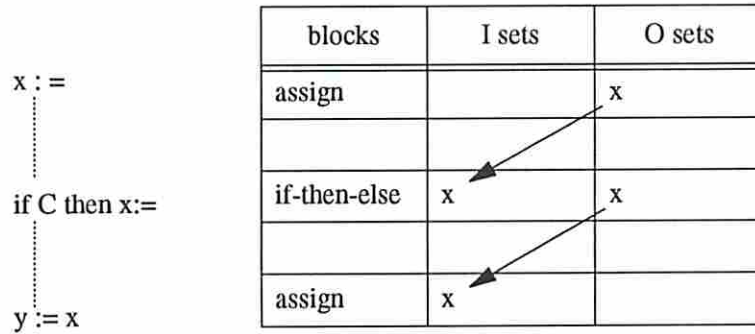 blocks I sets O sets
x : =
assign x
if C then x:=
if-then-else x x
assign x
y := x